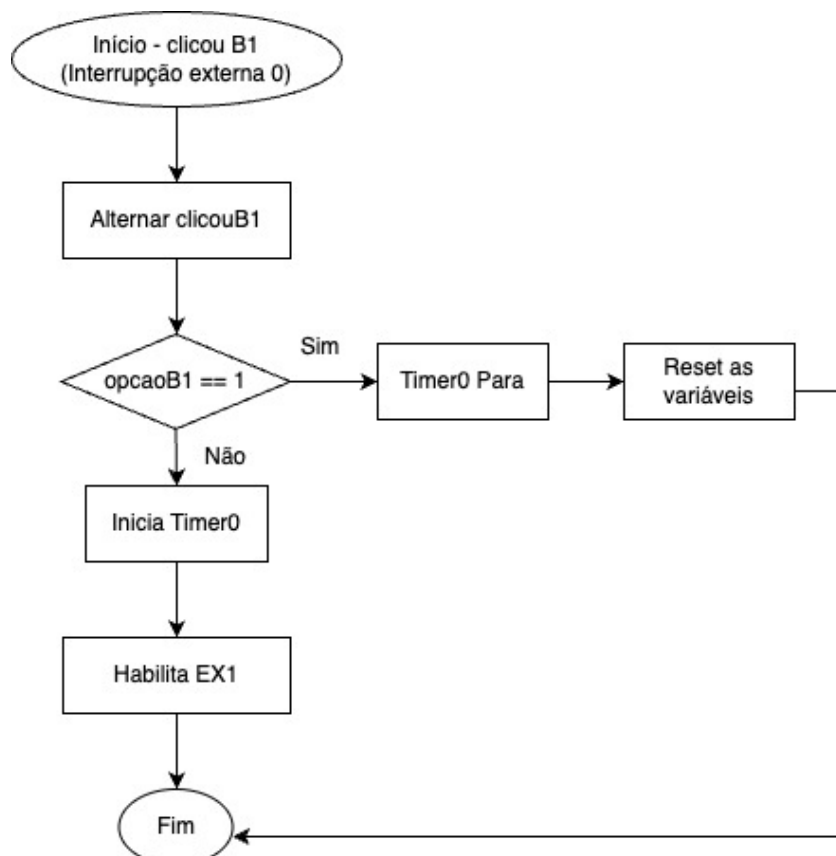 Início - clicou B1
(Interrupção externa 0)
Alternar clicouB1
opcaoB1 == 1
Sim
Timer0 Para
Reset as
variáveis
Não
Inicia Timer0
Habilita EX1
Fim